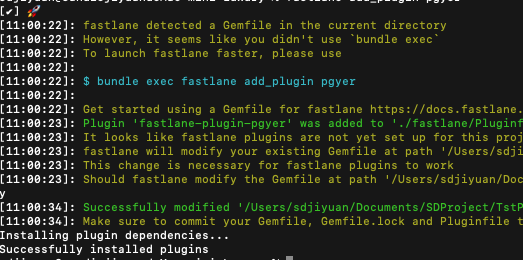 [✔] 🚀
[11:00:22]: fastlane detected a Gemfile in the current directory
[11:00:22]: However, it seems like you didn't use `bundle exec`
[11:00:22]: To launch fastlane faster, please use
[11:00:22]:
[11:00:22]: $ bundle exec fastlane add_plugin pgyer
[11:00:22]:
[11:00:22]: Get started using a Gemfile for fastlane https://docs.fastlane.
[11:00:23]: Plugin 'fastlane-plugin-pgyer' was added to './fastlane/Pluginf
[11:00:23]: It looks like fastlane plugins are not yet set up for this proj
[11:00:23]: fastlane will modify your existing Gemfile at path '/Users/sdji
[11:00:23]: This change is necessary for fastlane plugins to work
[11:00:23]: Should fastlane modify the Gemfile at path '/Users/sdjiyuan/Doc
y
[11:00:34]: Successfully modified '/Users/sdjiyuan/Documents/SDProject/TstP
[11:00:34]: Make sure to commit your Gemfile, Gemfile.lock and Pluginfile t
Installing plugin dependencies...
Successfully installed plugins